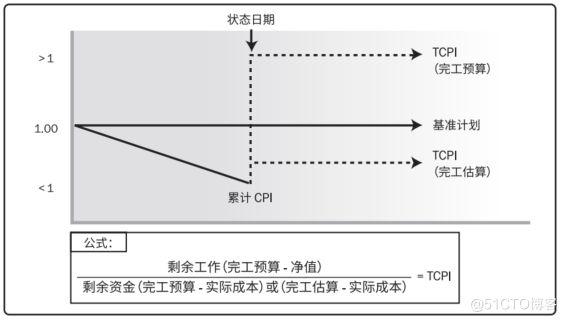 状态日期
>1
TCPI
(完工预算)
1.00
基准计划
TCPI
(完工估算)
<1
累计 CPI
公式：
剩余工作(完工预算 - 净值)
剩余资金(完工预算 - 实际成本)或(完工估算 - 实际成本)
= TCPI
@51CTO博客